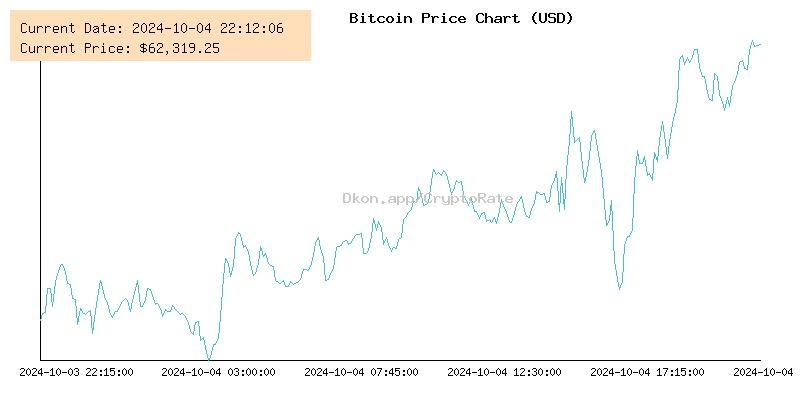 Bitcoin Price Chart (USD)
Current Date: 2024-10-04 22:12:06
Current Price: $62,319.25
Dkon.app/CryptoRate
2024-10-03 22:15:00 2024-10-04 03:00:00 2024-10-04 07:45:00 2024-10-04 12:30:00 2024-10-04 17:15:00 2024-10-04